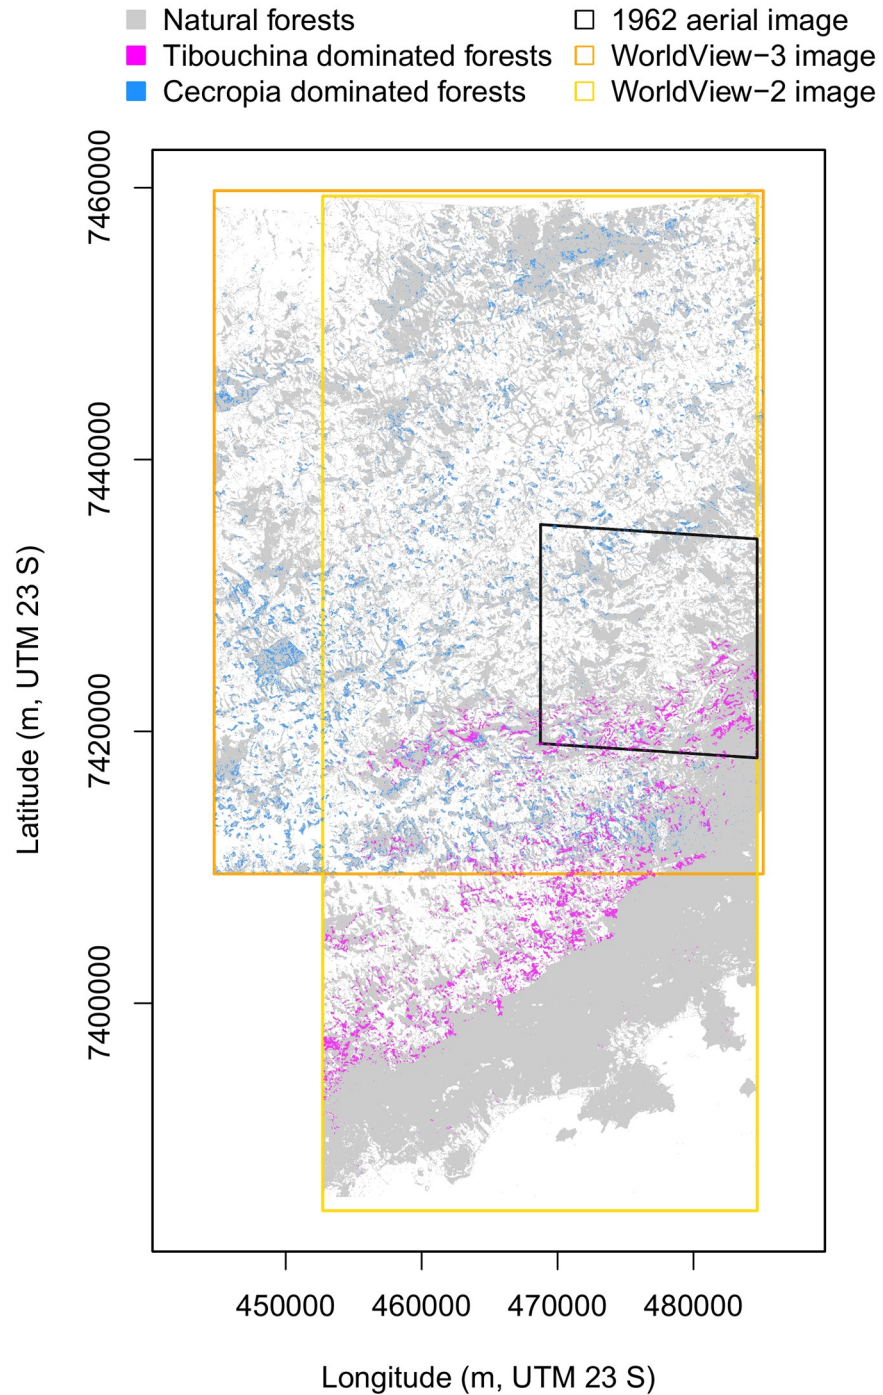 Natural forests
Tibouchina dominated forests
Cecropia dominated forests
1962 aerial image
WorldView−3 image
WorldView−2 image
7460000
7440000
7420000
7400000
Latitude (m, UTM 23 S)
450000 460000 470000 480000
Longitude (m, UTM 23 S)